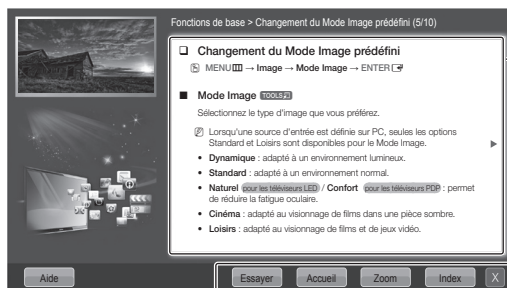 Fonctions de base > Changement du Mode Image prédéfini (5/10)
❑ Changement du Mode Image prédéfini
MENU → Image → Mode Image → ENTER
■ Mode Image TOOLS
Sélectionnez le type d'image que vous préférez.
Lorsqu'une source d'entrée est définie sur PC, seules les options
Standard et Loisirs sont disponibles pour le Mode Image.
• Dynamique : adapté à un environnement lumineux.
• Standard : adapté à un environnement normal.
• Naturel pour les téléviseurs LED / Confort pour les téléviseurs PDP : permet
de réduire la fatigue oculaire.
• Cinéma : adapté au visionnage de films dans une pièce sombre.
• Loisirs : adapté au visionnage de films et de jeux vidéo.
Aide Essayer Accueil Zoom Index X